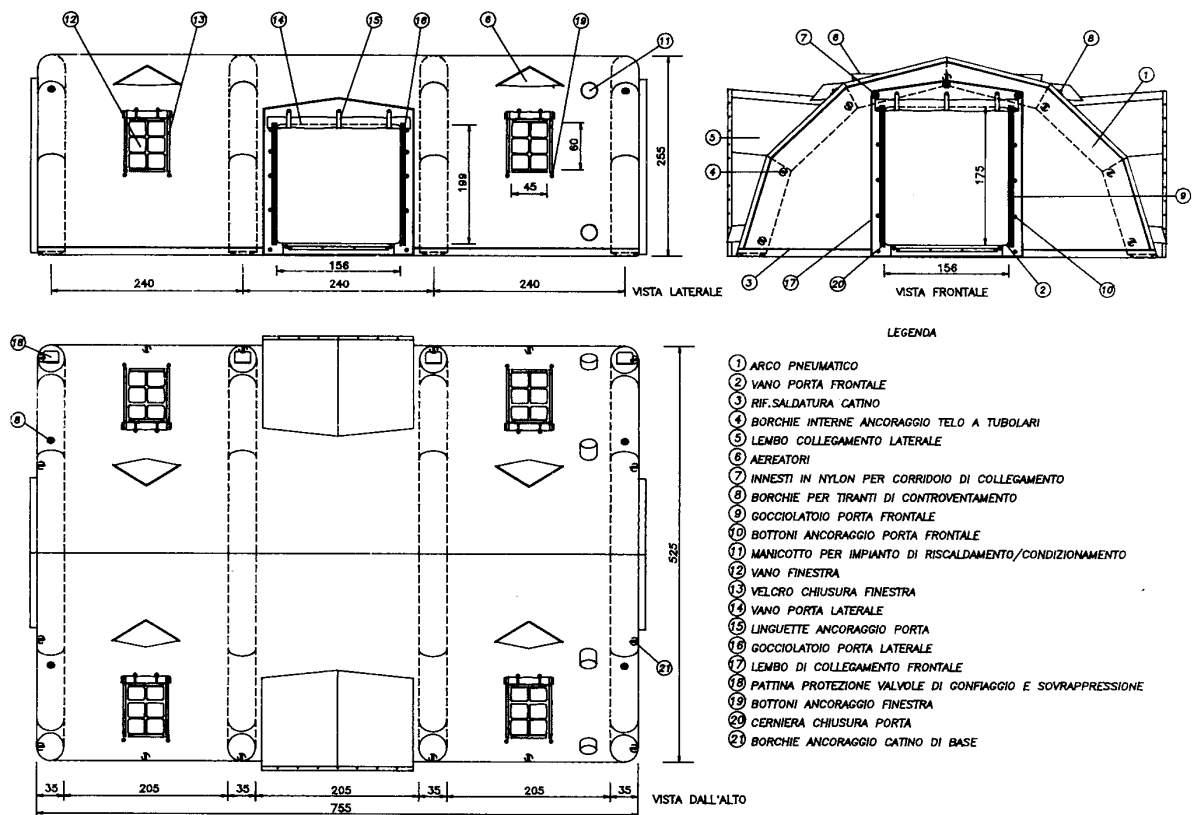 12 13 14 15 16 6 19 11
60
45
199
255
156
240 240 240
VISTA LATERALE
7 6 8
1
5
4
9
175
156
3 17 20 2 10
VISTA FRONTALE
18
8
21
525
35 205 35 205 35 205 35
755
VISTA DALL'ALTO
LEGENDA
1 ARCO PNEUMATICO
2 VANO PORTA FRONTALE
3 RIF.SALDATURA CATINO
4 BORCHIE INTERNE ANCORAGGIO TELO A TUBOLARI
5 LEMBO COLLEGAMENTO LATERALE
6 AEREATORI
7 INNESTI IN NYLON PER CORRIDOIO DI COLLEGAMENTO
8 BORCHIE PER TIRANTI DI CONTROVENTAMENTO
9 GOCCIOLATOIO PORTA FRONTALE
10 BOTTONI ANCORAGGIO PORTA FRONTALE
11 MANICOTTO PER IMPIANTO DI RISCALDAMENTO/CONDIZIONAMENTO
12 VANO FINESTRA
13 VELCRO CHIUSURA FINESTRA
14 VANO PORTA LATERALE
15 LINGUETTE ANCORAGGIO PORTA
16 GOCCIOLATOIO PORTA LATERALE
17 LEMBO DI COLLEGAMENTO FRONTALE
18 PATTINA PROTEZIONE VALVOLE DI GONFIAGGIO E SOVRAPPRESSIONE
19 BOTTONI ANCORAGGIO FINESTRA
20 CERNIERA CHIUSURA PORTA
21 BORCHIE ANCORAGGIO CATINO DI BASE